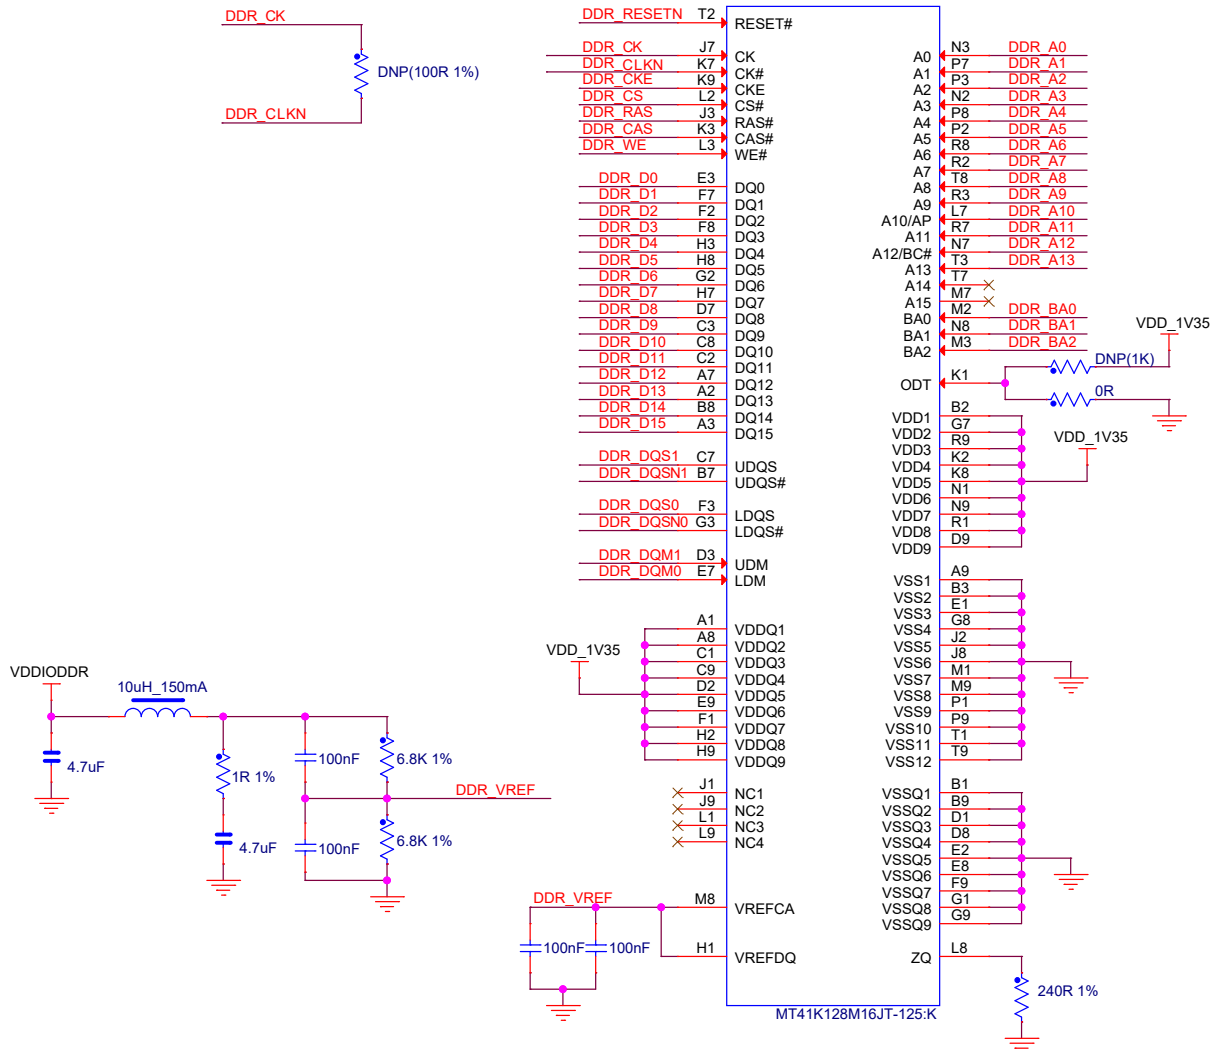 DDR_CK
DNP(100R 1%)
DDR_CLKN
DDR_RESETN T2 RESET#
DDR_CK J7 CK
DDR_CLKN K7 CK#
DDR_CKE K9 CKE
DDR_CS L2 CS#
DDR_RAS J3 RAS#
DDR_CAS K3 CAS#
DDR_WE L3 WE#
DDR_D0 E3 DQ0
DDR_D1 F7 DQ1
DDR_D2 F2 DQ2
DDR_D3 F8 DQ3
DDR_D4 H3 DQ4
DDR_D5 H8 DQ5
DDR_D6 G2 DQ6
DDR_D7 H7 DQ7
DDR_D8 D7 DQ8
DDR_D9 C3 DQ9
DDR_D10 C8 DQ10
DDR_D11 C2 DQ11
DDR_D12 A7 DQ12
DDR_D13 A2 DQ13
DDR_D14 B8 DQ14
DDR_D15 A3 DQ15
DDR_DQS1 C7 UDQS
DDR_DQSN1 B7 UDQS#
DDR_DQS0 F3 LDQS
DDR_DQSN0 G3 LDQS#
DDR_DQM1 D3 UDM
DDR_DQM0 E7 LDM
VDD_1V35
A1 VDDQ1
A8 VDDQ2
C1 VDDQ3
C9 VDDQ4
D2 VDDQ5
E9 VDDQ6
F1 VDDQ7
H2 VDDQ8
H9 VDDQ9
J1 NC1
J9 NC2
L1 NC3
L9 NC4
DDR_VREF
M8 VREFCA
H1 VREFDQ
100nF 100nF
A0 N3 DDR_A0
A1 P7 DDR_A1
A2 P3 DDR_A2
A3 N2 DDR_A3
A4 P8 DDR_A4
A5 P2 DDR_A5
A6 R8 DDR_A6
A7 R2 DDR_A7
A8 T8 DDR_A8
A9 R3 DDR_A9
A10/AP L7 DDR_A10
A11 R7 DDR_A11
A12/BC# N7 DDR_A12
A13 T3 DDR_A13
A14 T7
A15 M7
BA0 M2 DDR_BA0
BA1 N8 DDR_BA1
BA2 M3 DDR_BA2
VDD_1V35
DNP(1K)
ODT K1
0R
VDD1 B2
VDD2 G7
VDD3 R9
VDD4 K2
VDD5 K8
VDD6 N1
VDD7 N9
VDD8 R1
VDD9 D9
VDD_1V35
VSS1 A9
VSS2 B3
VSS3 E1
VSS4 G8
VSS5 J2
VSS6 J8
VSS7 M1
VSS8 M9
VSS9 P1
VSS10 P9
VSS11 T1
VSS12 T9
VSSQ1 B1
VSSQ2 B9
VSSQ3 D1
VSSQ4 D8
VSSQ5 E2
VSSQ6 E8
VSSQ7 F9
VSSQ8 G1
VSSQ9 G9
ZQ L8
240R 1%
MT41K128M16JT-125:K
VDDIODDR
10uH_150mA
4.7uF
1R 1%
4.7uF
100nF
6.8K 1%
DDR_VREF
100nF
6.8K 1%